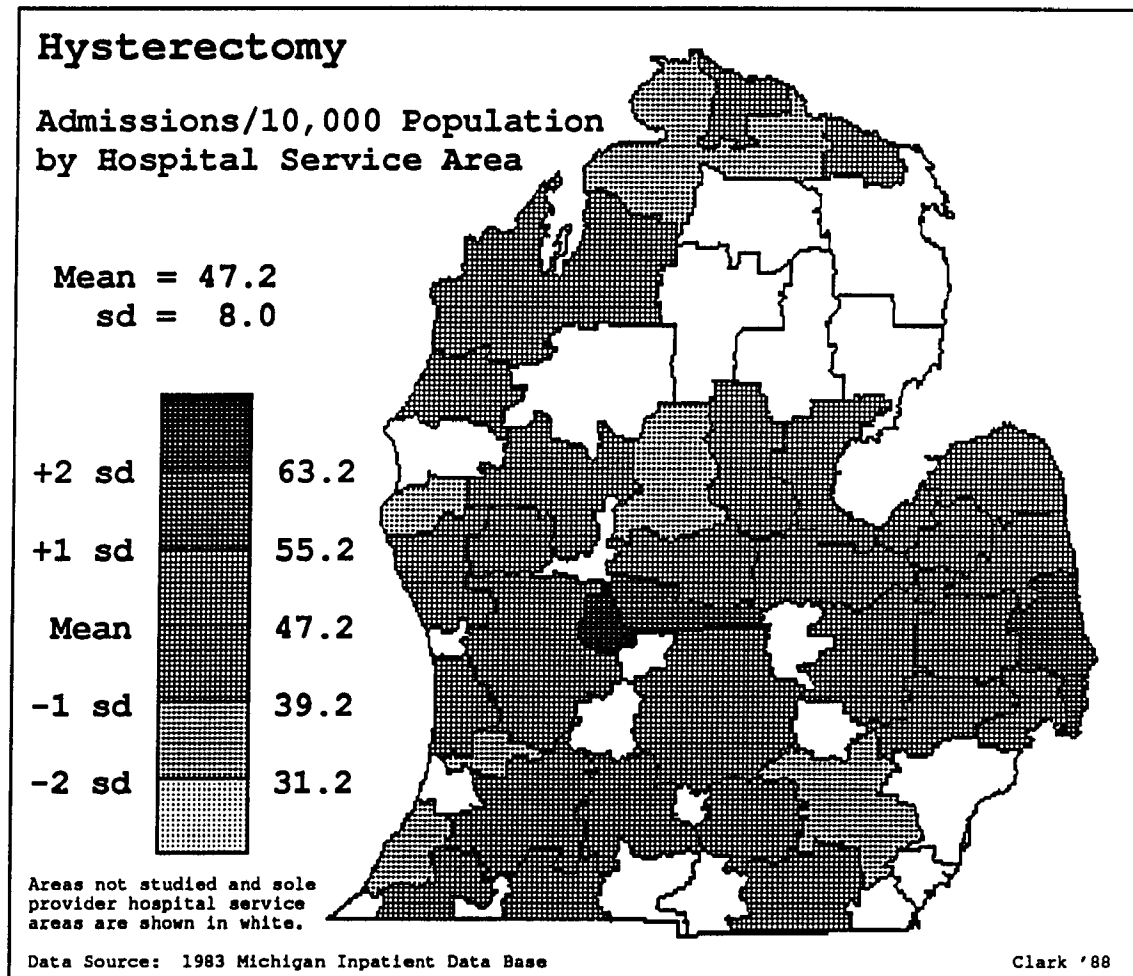 Hysterectomy
Admissions/10,000 Population
by Hospital Service Area
Mean = 47.2
sd = 8.0
+2 sd 63.2
+1 sd 55.2
Mean 47.2
-1 sd 39.2
-2 sd 31.2
Areas not studied and sole
provider hospital service
areas are shown in white.
Data Source: 1983 Michigan Inpatient Data Base
Clark '88